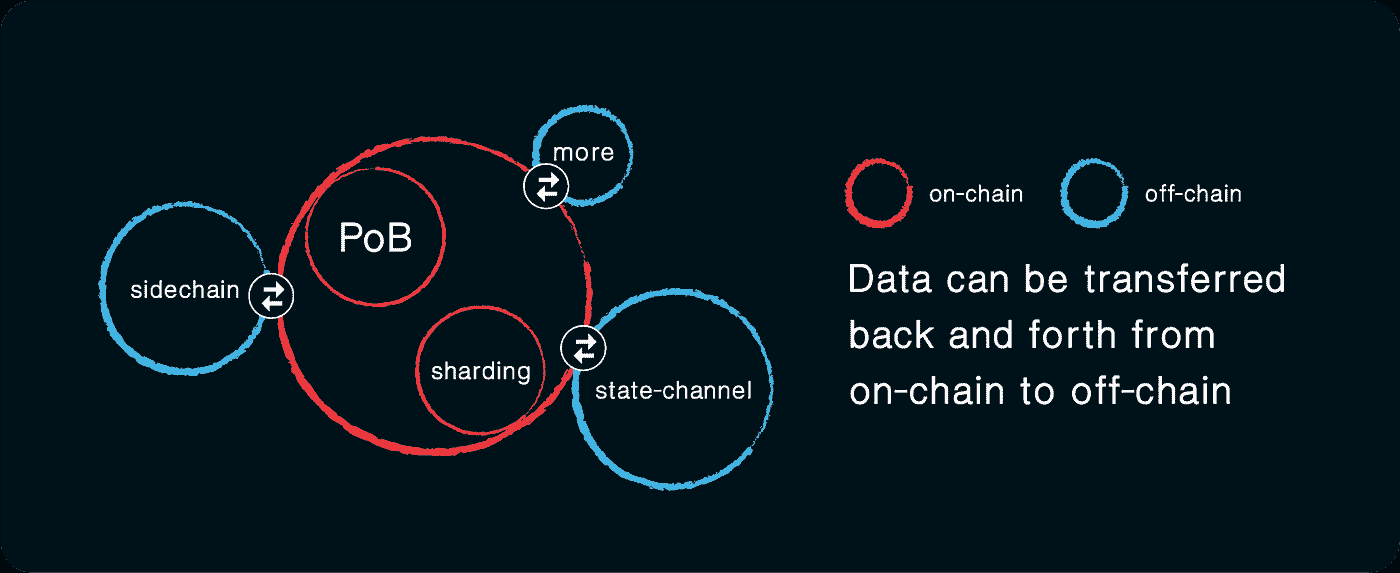 more
PoB
sidechain
sharding
state-channel
on-chain
off-chain
Data can be transferred
back and forth from
on-chain to off-chain